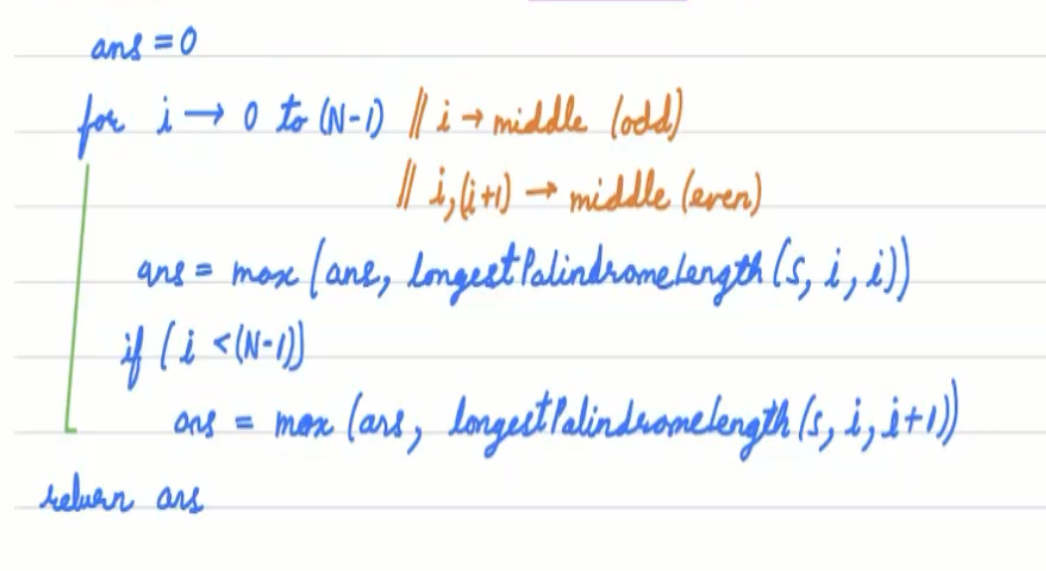 ans = 0
for i → 0 to (N-1) // i → middle (odd)
// i, (i+1) → middle (even)
ans = max (ans, longestPalindromeLength (s, i, i))
if (i < (N-1))
ans = max (ans, longestPalindromeLength (s, i, i+1))
return ans